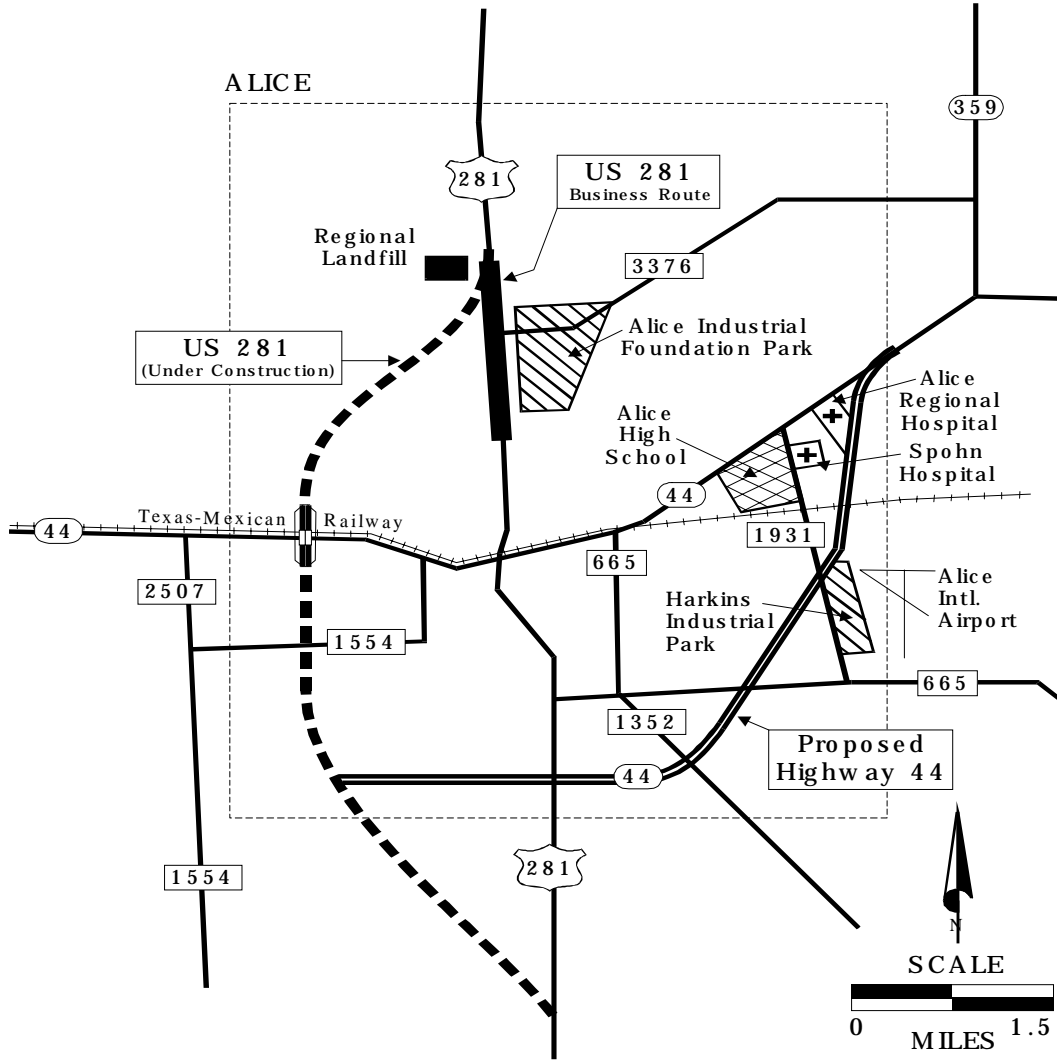 ALICE
359
281
US 281
Business Route
Regional
Landfill
3376
US 281
(Under Construction)
Alice Industrial
Foundation Park
Alice
Regional
Hospital
Alice
High
School
Spohn
Hospital
44
Texas-Mexican Railway
44
1931
665
2507
Harkins
Industrial
Park
Alice
Intl.
Airport
1554
665
1352
Proposed
Highway 44
44
281
1554
N
SCALE
0 1.5
MILES